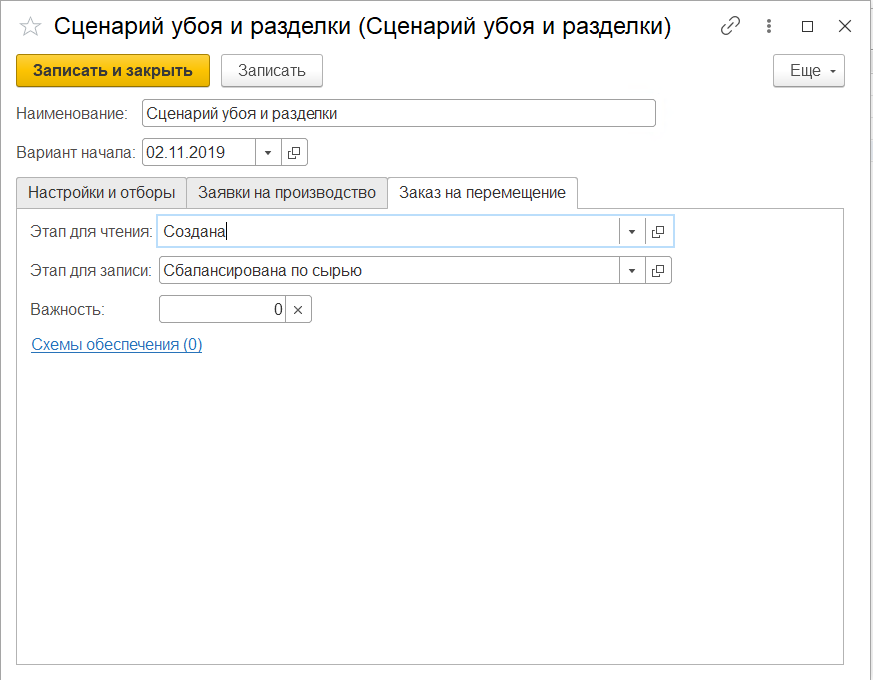 Сценарий убоя и разделки (Сценарий убоя и разделки)
Записать и закрыть Записать Еще
Наименование: Сценарий убоя и разделки
Вариант начала: 02.11.2019
Настройки и отборы Заявки на производство Заказ на перемещение
Этап для чтения: Создана
Этап для записи: Сбалансирована по сырью
Важность: 0
Схемы обеспечения (0)